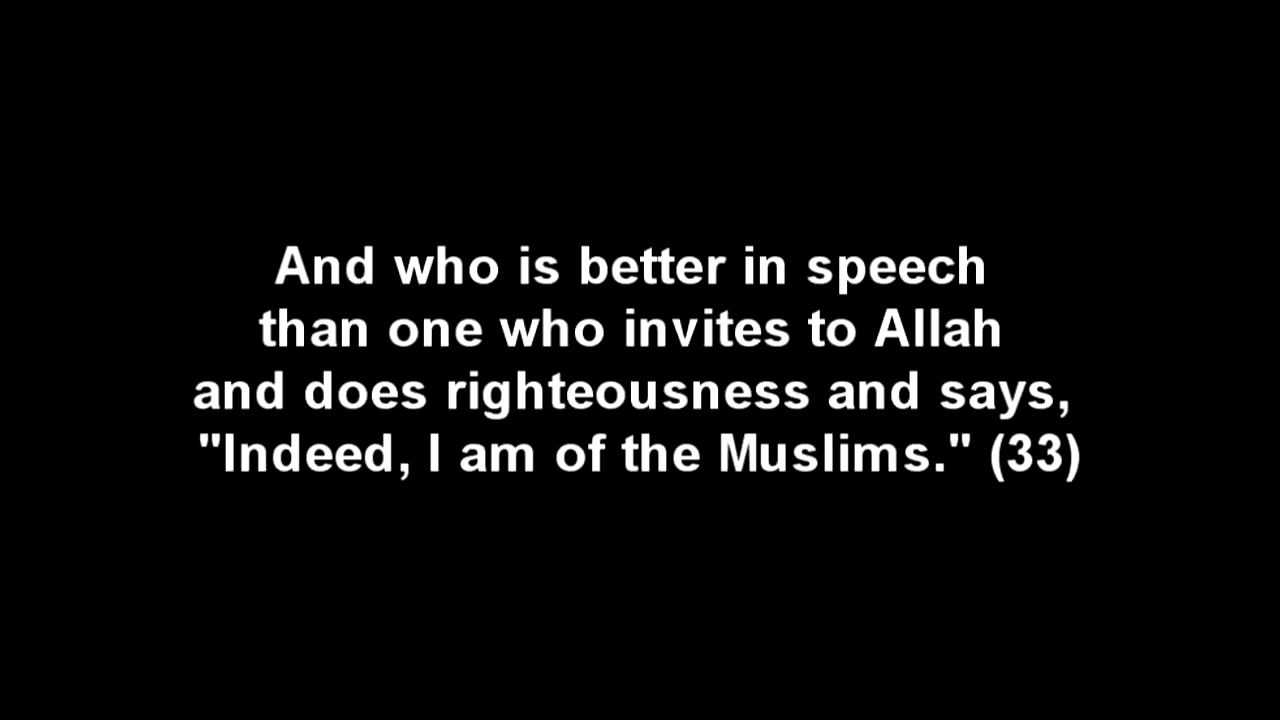 And who is better in speech
than one who invites to Allah
and does righteousness and says,
"Indeed, I am of the Muslims." (33)